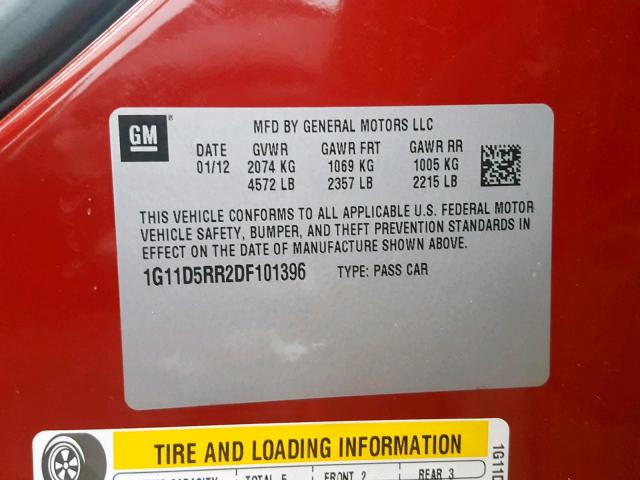 GM
MFD BY GENERAL MOTORS LLC
DATE GVWR GAWR FRT GAWR RR
01/12 2074 KG 1069 KG 1005 KG
4572 LB 2357 LB 2215 LB
THIS VEHICLE CONFORMS TO ALL APPLICABLE U.S. FEDERAL MOTOR
VEHICLE SAFETY, BUMPER, AND THEFT PREVENTION STANDARDS IN
EFFECT ON THE DATE OF MANUFACTURE SHOWN ABOVE.
1G11D5RR2DF101396 TYPE: PASS CAR
TIRE AND LOADING INFORMATION
SEATING CAPACITY TOTAL 5 FRONT 2 REAR 3
1G11D